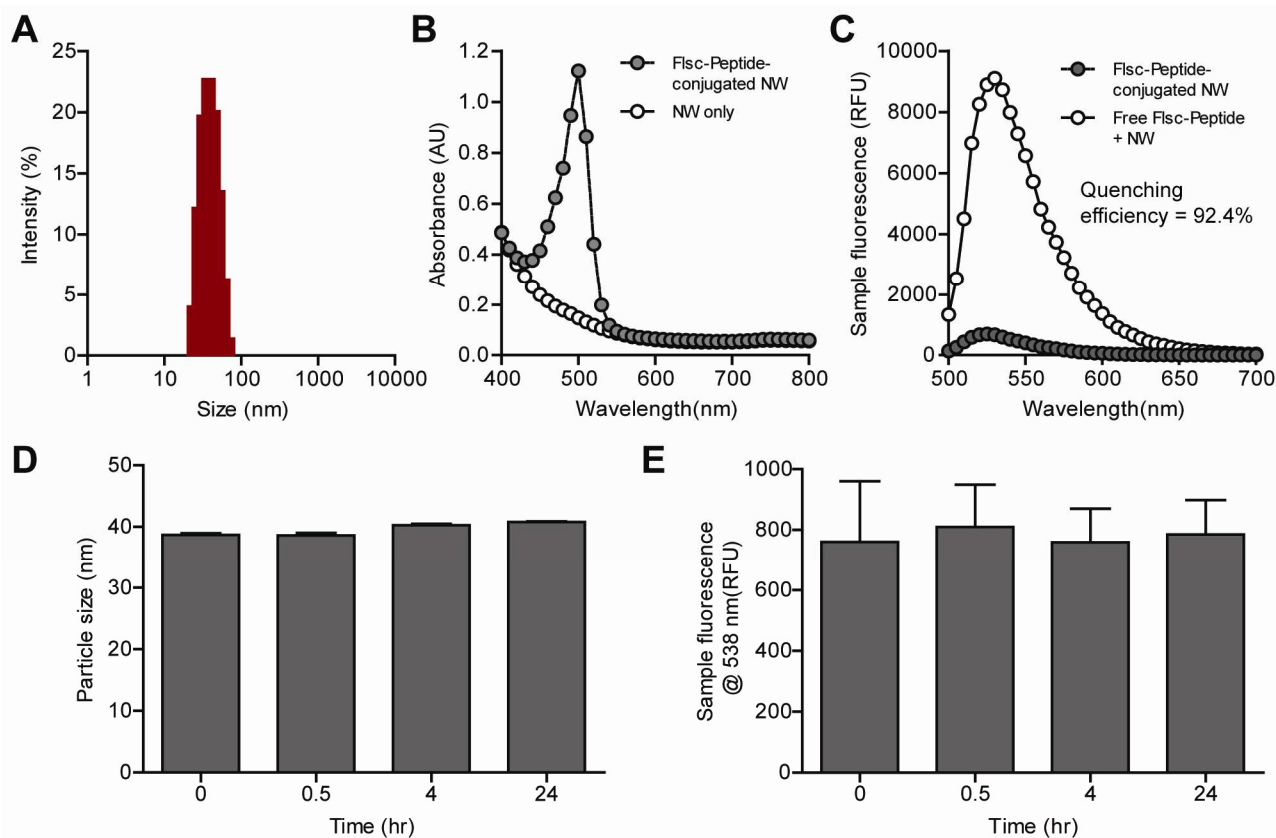 A
25
20
15
10
5
0
Intensity (%)
1
10
100
1000
10000
Size (nm)
B
1.2
1.0
0.8
0.6
0.4
0.2
0.0
Absorbance (AU)
Flsc-Peptide-
conjugated NW
NW only
400
500
600
700
800
Wavelength(nm)
C
10000
8000
6000
4000
2000
0
Sample fluorescence (RFU)
Flsc-Peptide-
conjugated NW
Free Flsc-Peptide
+ NW
Quenching
efficiency = 92.4%
500
550
600
650
700
Wavelength(nm)
D
50
40
30
20
10
0
Particle size (nm)
0
0.5
4
24
Time (hr)
E
1000
800
600
400
200
0
Sample fluorescence
@ 538 nm(RFU)
0
0.5
4
24
Time (hr)